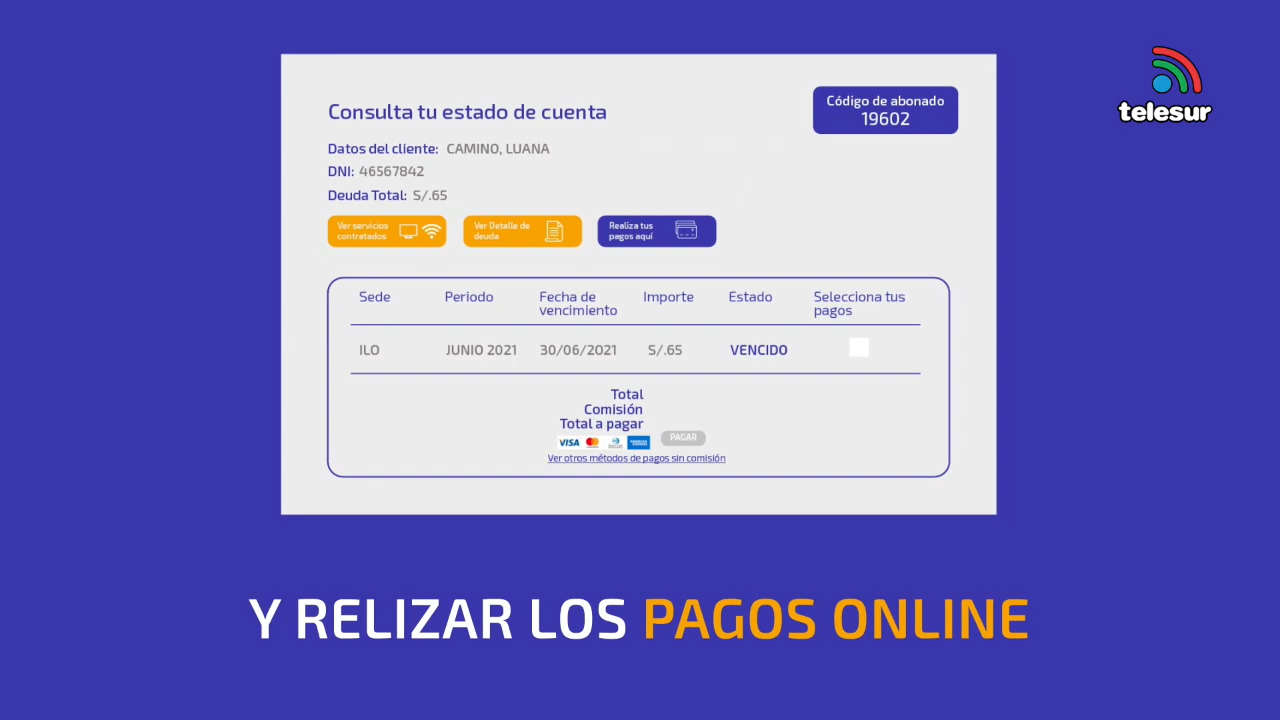 telesur
Consulta tu estado de cuenta
Código de abonado
19602
Datos del cliente: CAMINO, LUANA
DNI: 46567842
Deuda Total: S/.65
Ver servicios
contratados
Ver Detalle de
deuda
Realiza tus
pagos aquí
Sede Periodo Fecha de vencimiento Importe Estado Selecciona tus pagos
ILO JUNIO 2021 30/06/2021 S/.65 VENCIDO
Total
Comisión
Total a pagar
VISA PAGAR
Ver otros métodos de pagos sin comisión
Y RELIZAR LOS PAGOS ONLINE